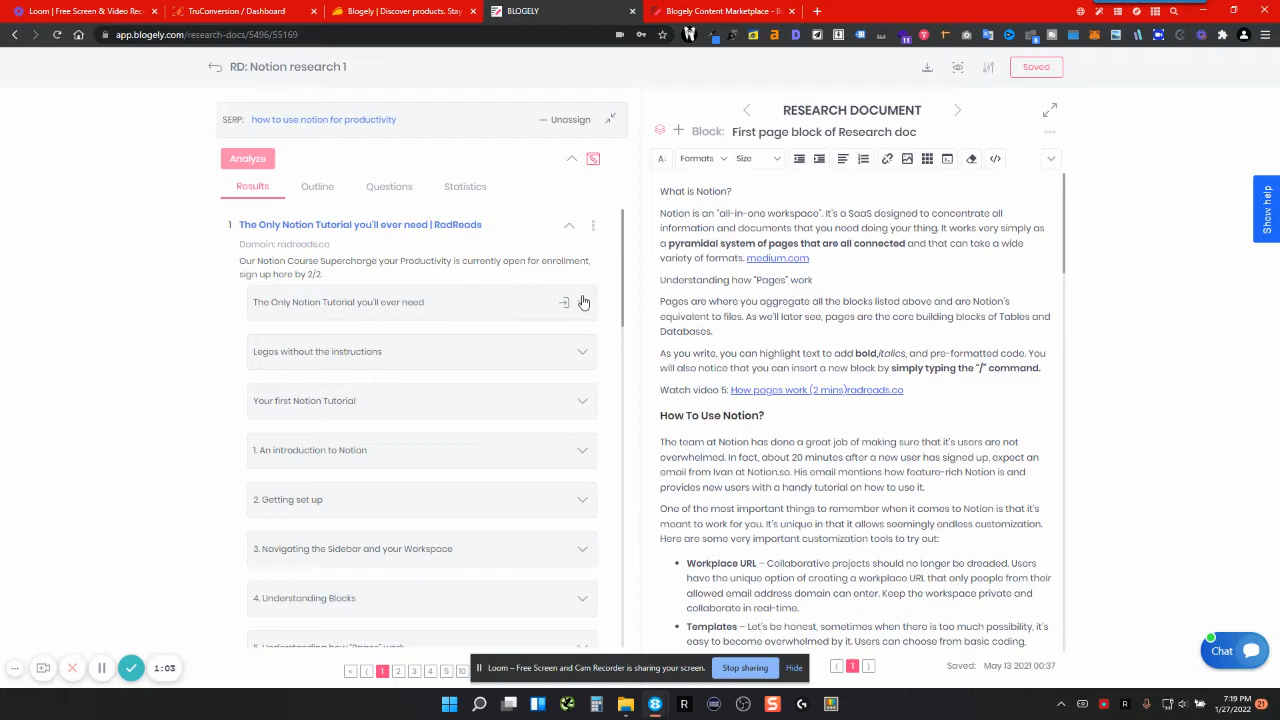 Free Screen & Video Rec
TruConversion / Dashboard
Blogely | Discover products. Stay
BLOGELY
Blogely Content Marketplace - B
app.blogely.com/research-docs/5496/55169
RD: Notion research 1
Saved
SERP: how to use notion for productivity
Unassign
Analyze
Results
Outline
Questions
Statistics
1 The Only Notion Tutorial you'll ever need | RadReads
Domain: radreads.co
Our Notion Course Supercharge your Productivity is currently open for enrollment,
sign up here by 2/2.
The Only Notion Tutorial you'll ever need
Legos without the instructions
Your first Notion Tutorial
1. An introduction to Notion
2. Getting set up
3. Navigating the Sidebar and your Workspace
4. Understanding Blocks
5. Understanding how "Pages" work
1 2 3 4 5 10
RESEARCH DOCUMENT
Block: First page block of Research doc
Formats
Size
What is Notion?
Notion is an "all-in-one workspace". It's a SaaS designed to concentrate all
information and documents that you need doing your thing. It works very simply as
a pyramidal system of pages that are all connected and that can take a wide
variety of formats. medium.com
Understanding how "Pages" work
Pages are where you aggregate all the blocks listed above and are Notion's
equivalent to files. As we'll later see, pages are the core building blocks of Tables and
Databases.
As you write, you can highlight text to add bold,italics, and pre-formatted code. You
will also notice that you can insert a new block by simply typing the "/" command.
Watch video 5: How pages work (2 mins)radreads.co
How To Use Notion?
The team at Notion has done a great job of making sure that it's users are not
overwhelmed. In fact, about 20 minutes after a new user has signed up, expect an
email from Ivan at Notion.so. His email mentions how feature-rich Notion is and
provides new users with a handy tutorial on how to use it.
One of the most important things to remember when it comes to Notion is that it's
meant to work for you. It's unique in that it allows seemingly endless customization.
Here are some very important customization tools to try out:
Workplace URL – Collaborative projects should no longer be dreaded. Users
have the unique option of creating a workplace URL that only people from their
allowed email address domain can enter. Keep the workspace private and
collaborate in real-time.
Templates – Let's be honest, sometimes when there is too much possibility, it's
easy to become overwhelmed by it. Users can choose from basic coding,
1
Saved: May 13 2021 00:37
Show help
Chat
1:03
Loom – Free Screen and Cam Recorder is sharing your screen.
Stop sharing
Hide
7:19 PM
1/27/2022